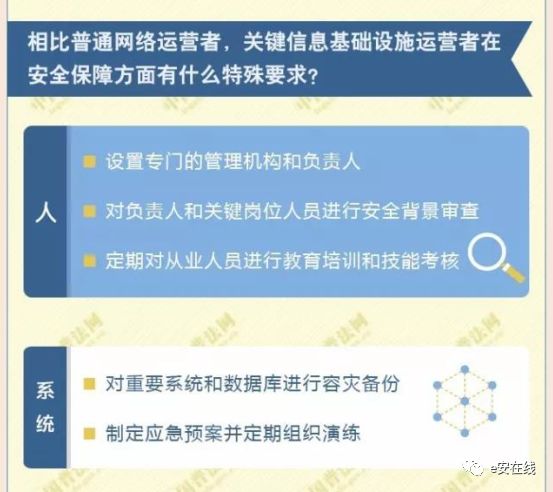 相比普通网络运营者，关键信息基础设施运营者在
安全保障方面有什么特殊要求？
人
设置专门的管理机构和负责人
对负责人和关键岗位人员进行安全背景审查
定期对从业人员进行教育培训和技能考核
系统
对重要系统和数据库进行容灾备份
制定应急预案并定期组织演练
e安在线